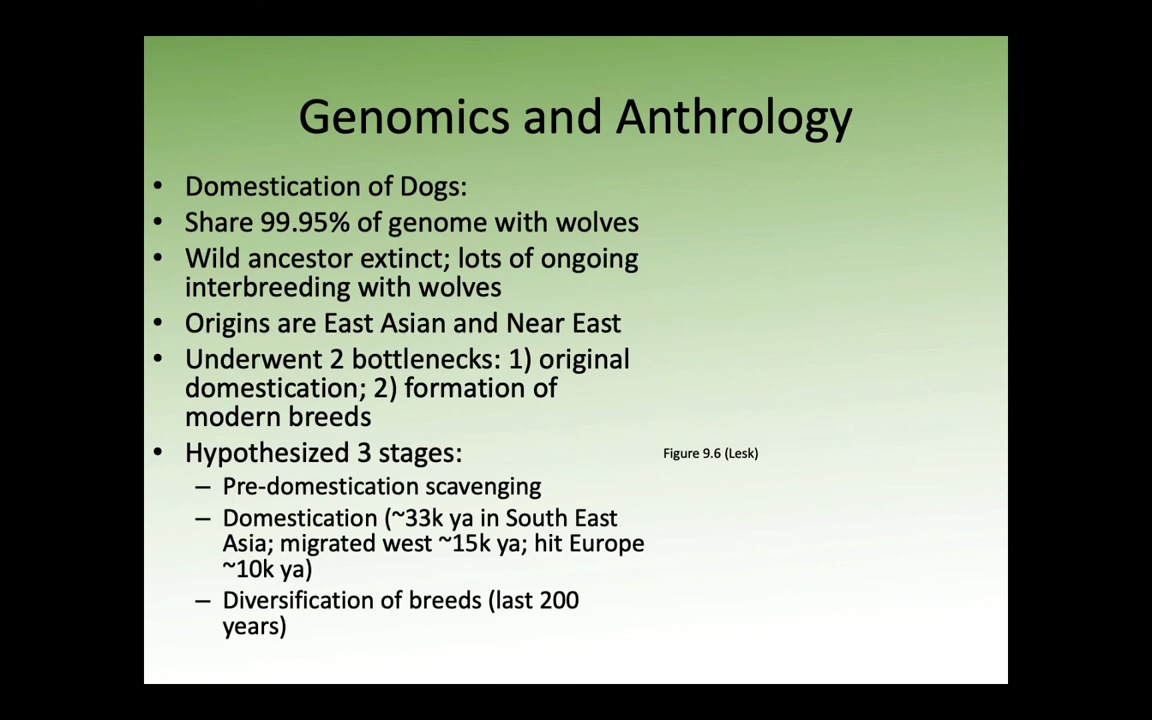 Genomics and Anthrology
• Domestication of Dogs:
• Share 99.95% of genome with wolves
• Wild ancestor extinct; lots of ongoing
interbreeding with wolves
• Origins are East Asian and Near East
• Underwent 2 bottlenecks: 1) original
domestication; 2) formation of
modern breeds
• Hypothesized 3 stages:
– Pre-domestication scavenging
– Domestication (~33k ya in South East
Asia; migrated west ~15k ya; hit Europe
~10k ya)
– Diversification of breeds (last 200
years)
Figure 9.6 (Lesk)